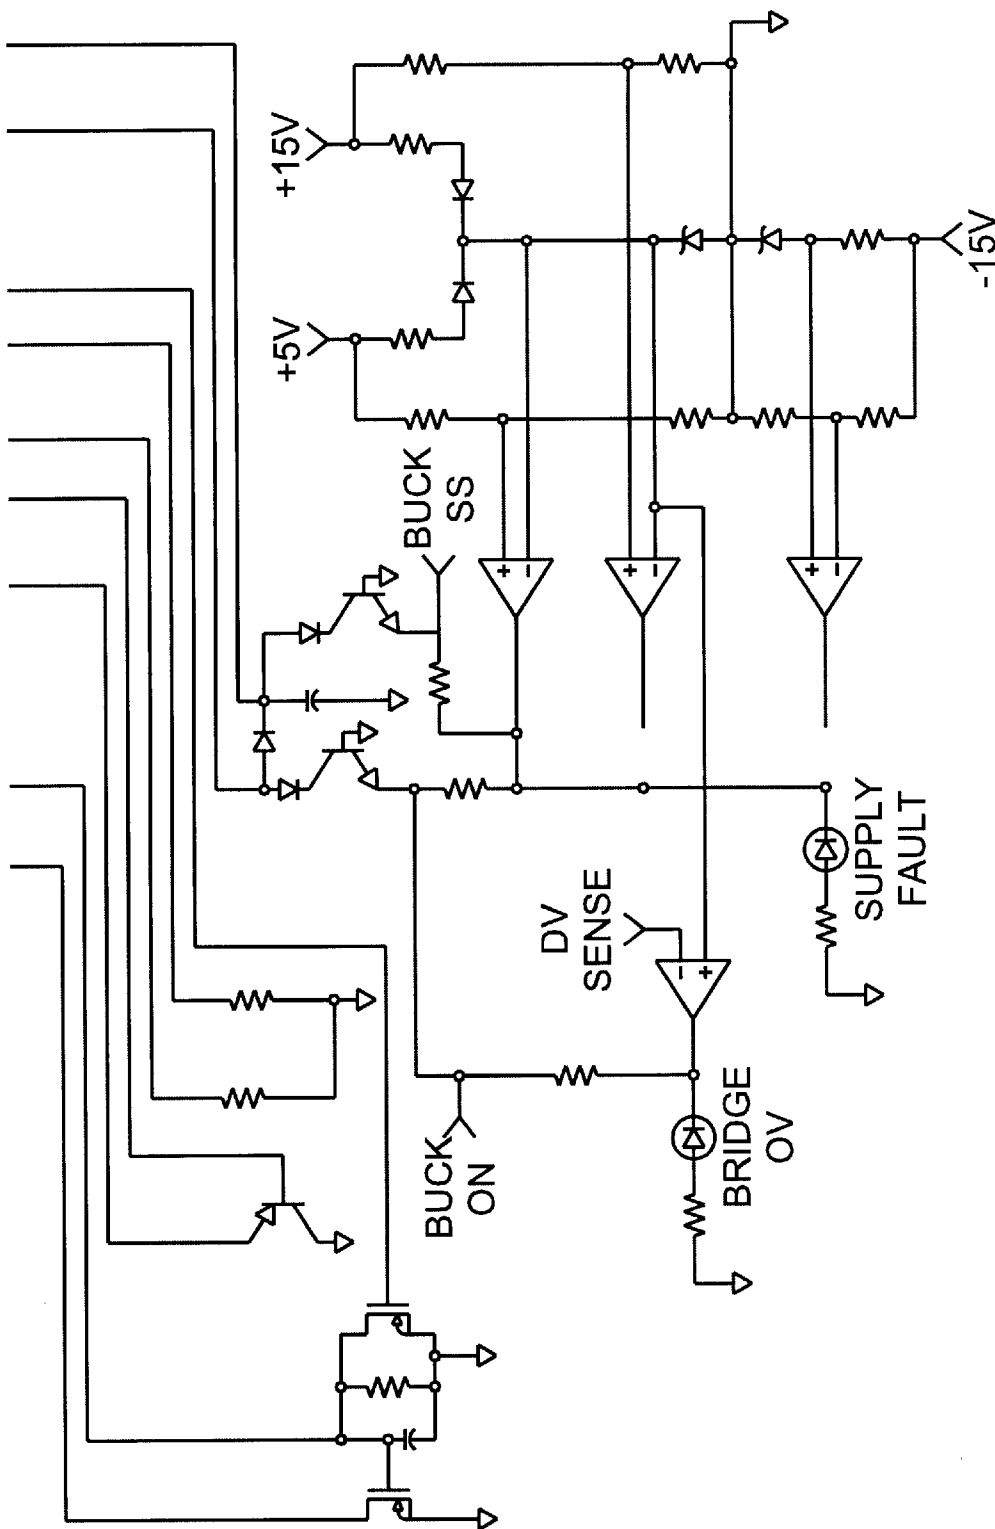 +15V
+5V
-15V
BUCK
SS
+
-
+
-
+
-
SUPPLY
FAULT
DV
SENSE
-
+
BUCK
ON
BRIDGE
OV